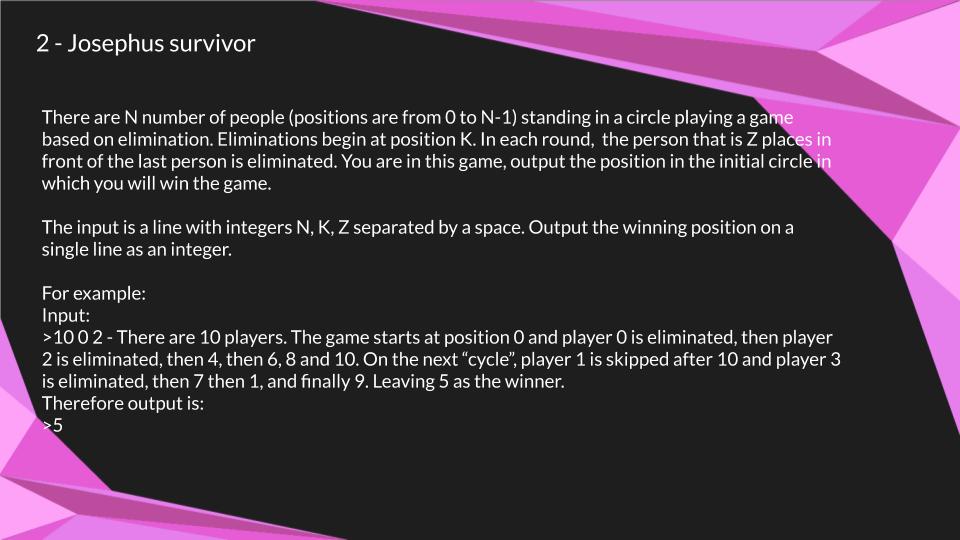 2 - Josephus survivor
There are N number of people (positions are from 0 to N-1) standing in a circle playing a game
based on elimination. Eliminations begin at position K. In each round,  the person that is Z places in
front of the last person is eliminated. You are in this game, output the position in the initial circle in
which you will win the game.
The input is a line with integers N, K, Z separated by a space. Output the winning position on a
single line as an integer.
For example:
Input:
>10 0 2 - There are 10 players. The game starts at position 0 and player 0 is eliminated, then player
2 is eliminated, then 4, then 6, 8 and 10. On the next “cycle”, player 1 is skipped after 10 and player 3
is eliminated, then 7 then 1, and finally 9. Leaving 5 as the winner.
Therefore output is:
>5